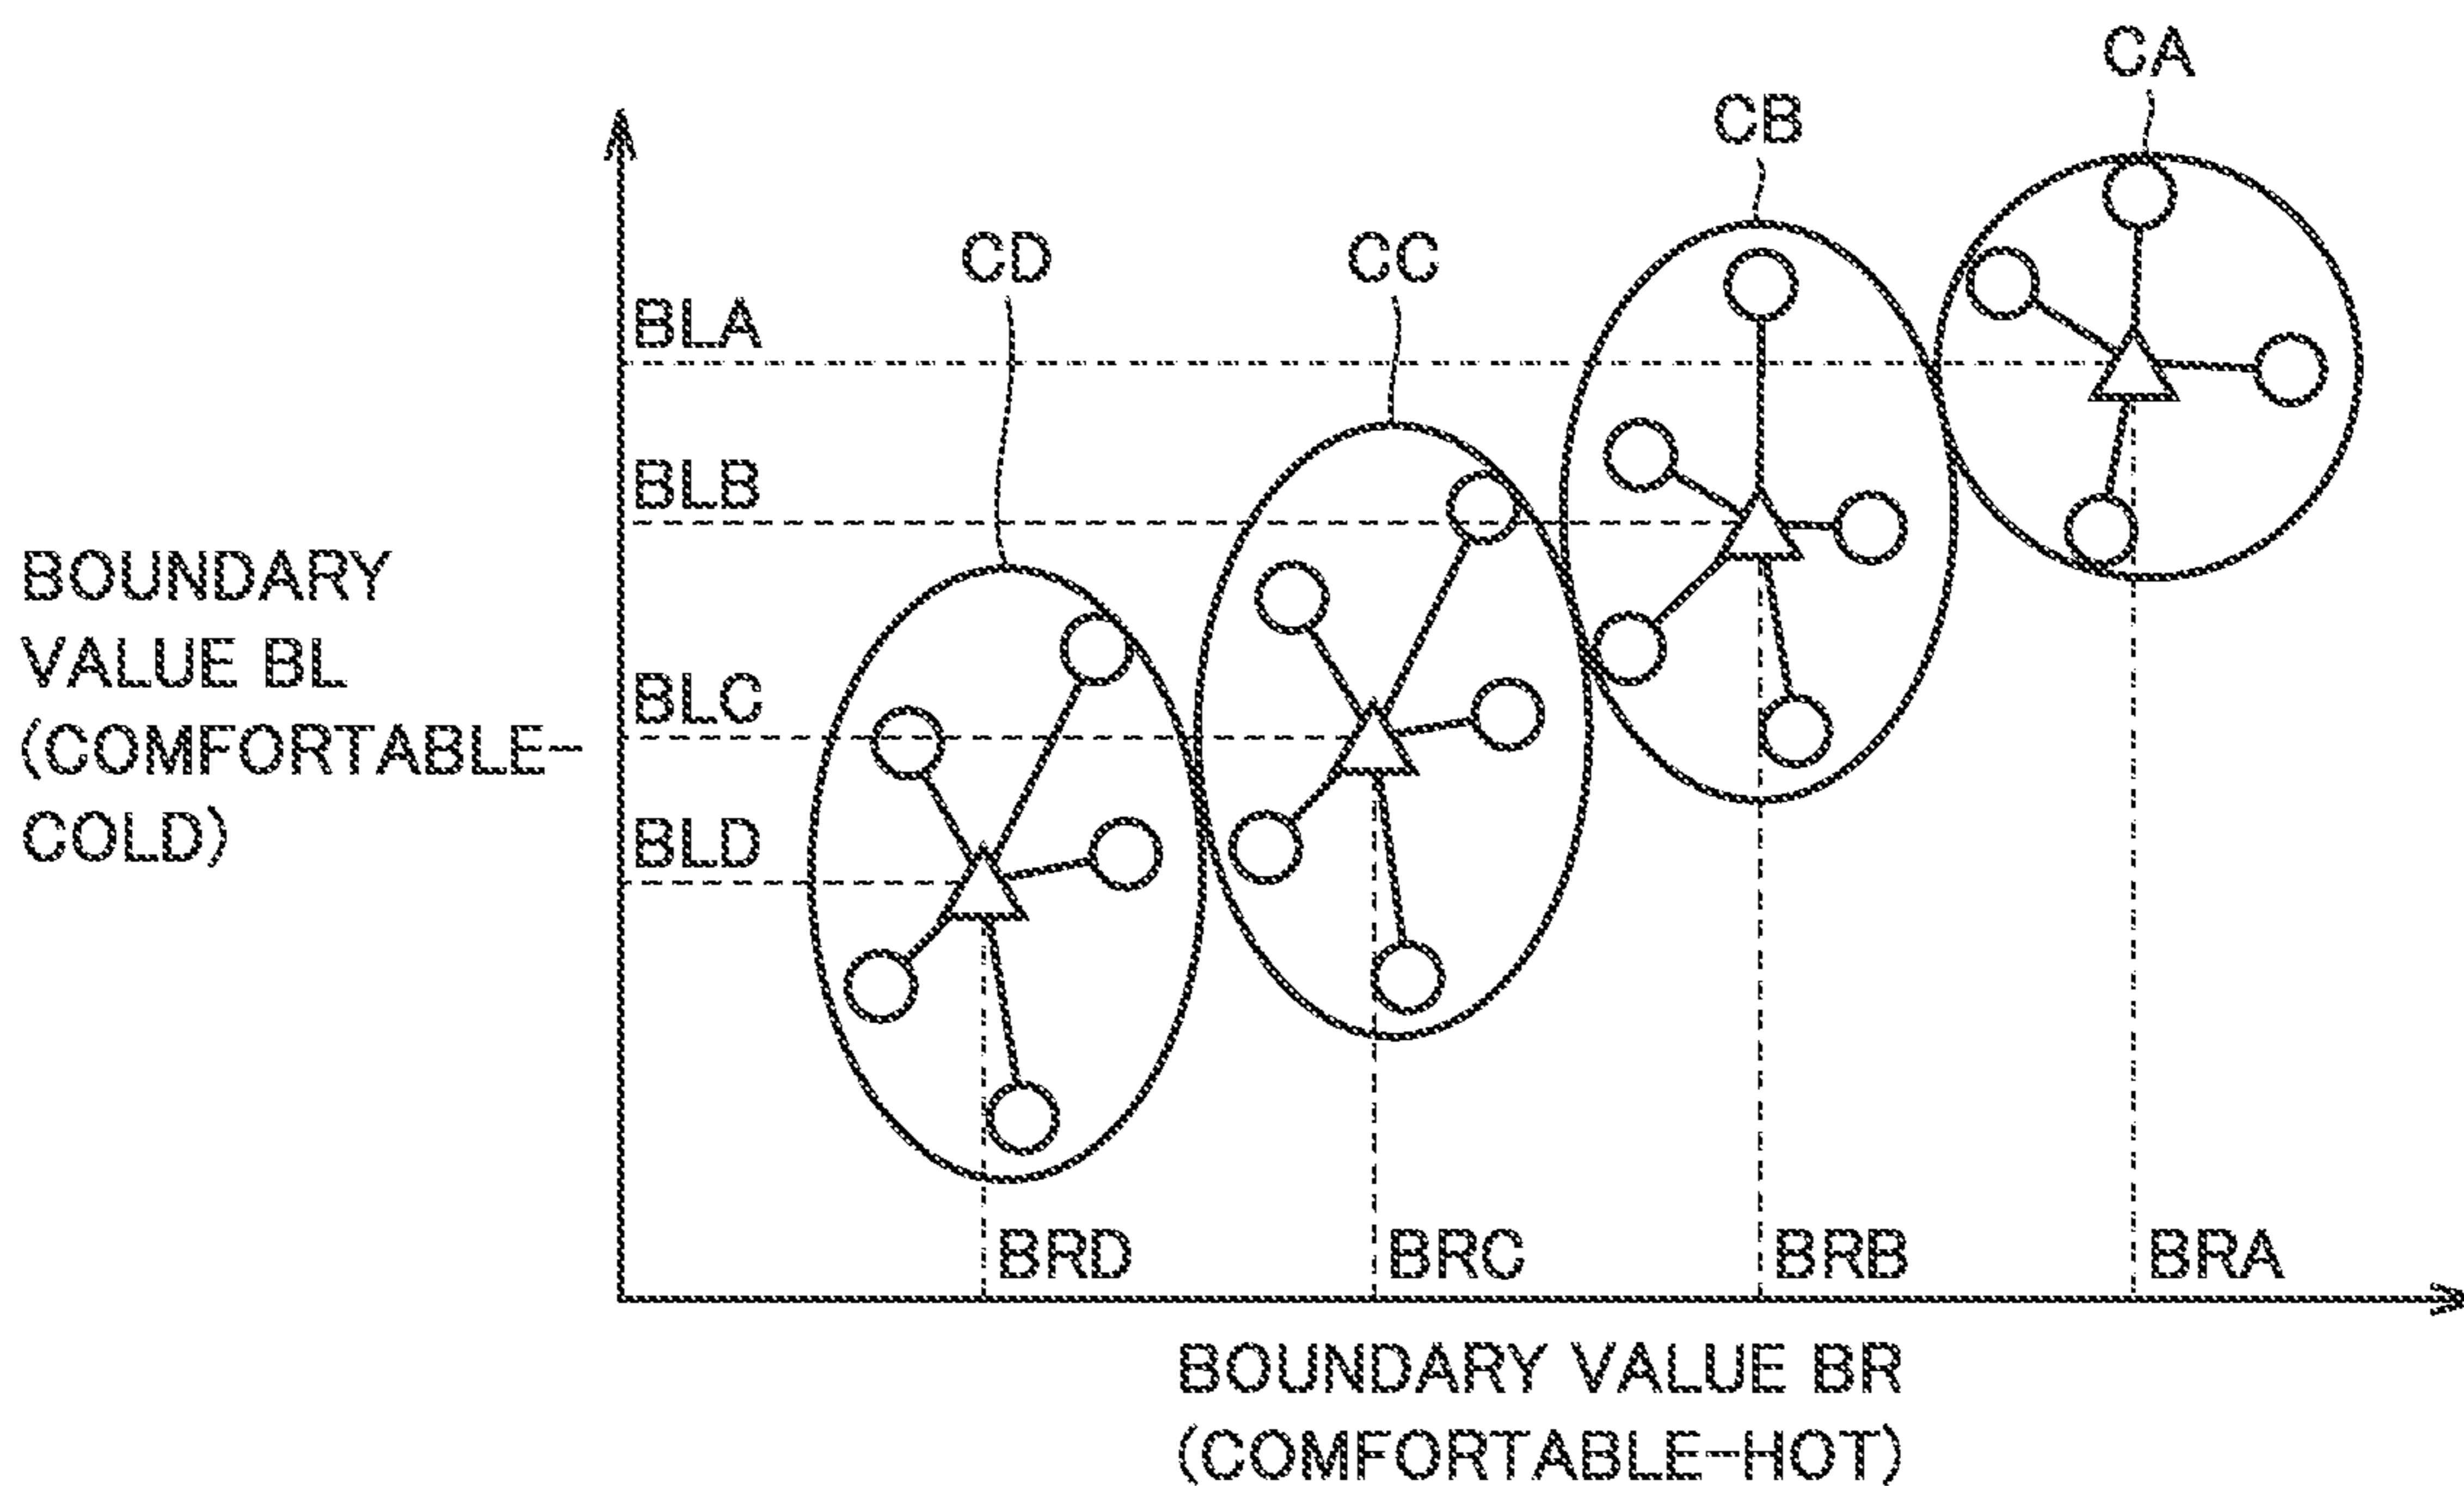 CA
CB
CD
CC
BLA
BLB
BOUNDARY
VALUE BL
(COMFORTABLE-
COLD)
BLC
BLD
BRD
BRC
BRB
BRA
BOUNDARY VALUE BR
(COMFORTABLE-HOT)